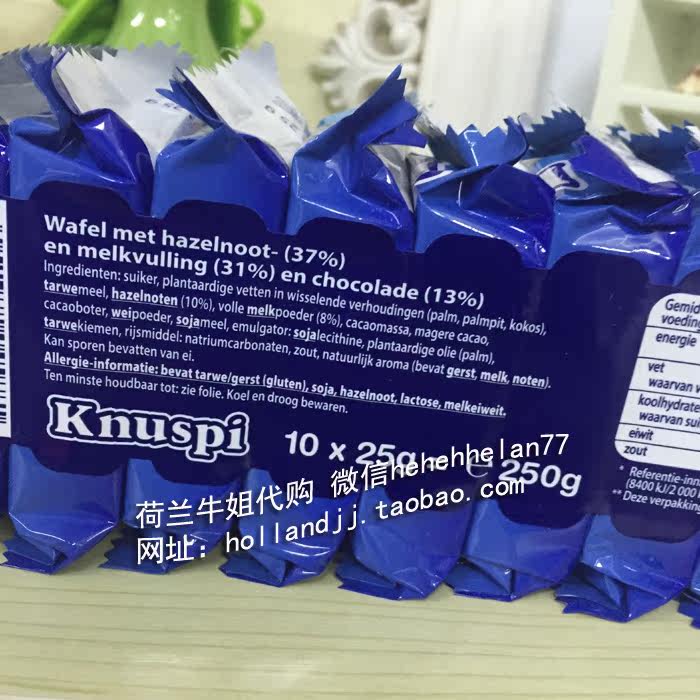 Wafel met hazelnoot- (37%)
en melkvulling (31%) en chocolade (13%)
Ingredienten: suiker, plantaardige vetten in wisselende verhoudingen (palm, palmpit, kokos),
tarwemeel, hazelnoten (10%), volle melkpoeder (8%), cacaomassa, magere cacao,
cacaoboter, weipoeder, sojameel, emulgator: sojalecithine, plantaardige olie (palm),
tarwekiemen, rijsmiddel: natriumcarbonaten, zout, natuurlijk aroma (bevat gerst, melk, noten).
Kan sporen bevatten van ei.
Allergie-informatie: bevat tarwe/gerst (gluten), soja, hazelnoot, lactose, melkeiweit.
Ten minste houdbaar tot: zie folie. Koel en droog bewaren.
Knuspi
10 x 25g = e 250g
荷兰牛姐代购 微信hehehhelan77
网址：hollandjj.taobao.com
Gemid
voedin
energie
vet
waarvan v
koolhydrate
waarvan sui
eiwit
zout
* Referentie-inn
(8400 kJ/2 00
** Deze verpakkin